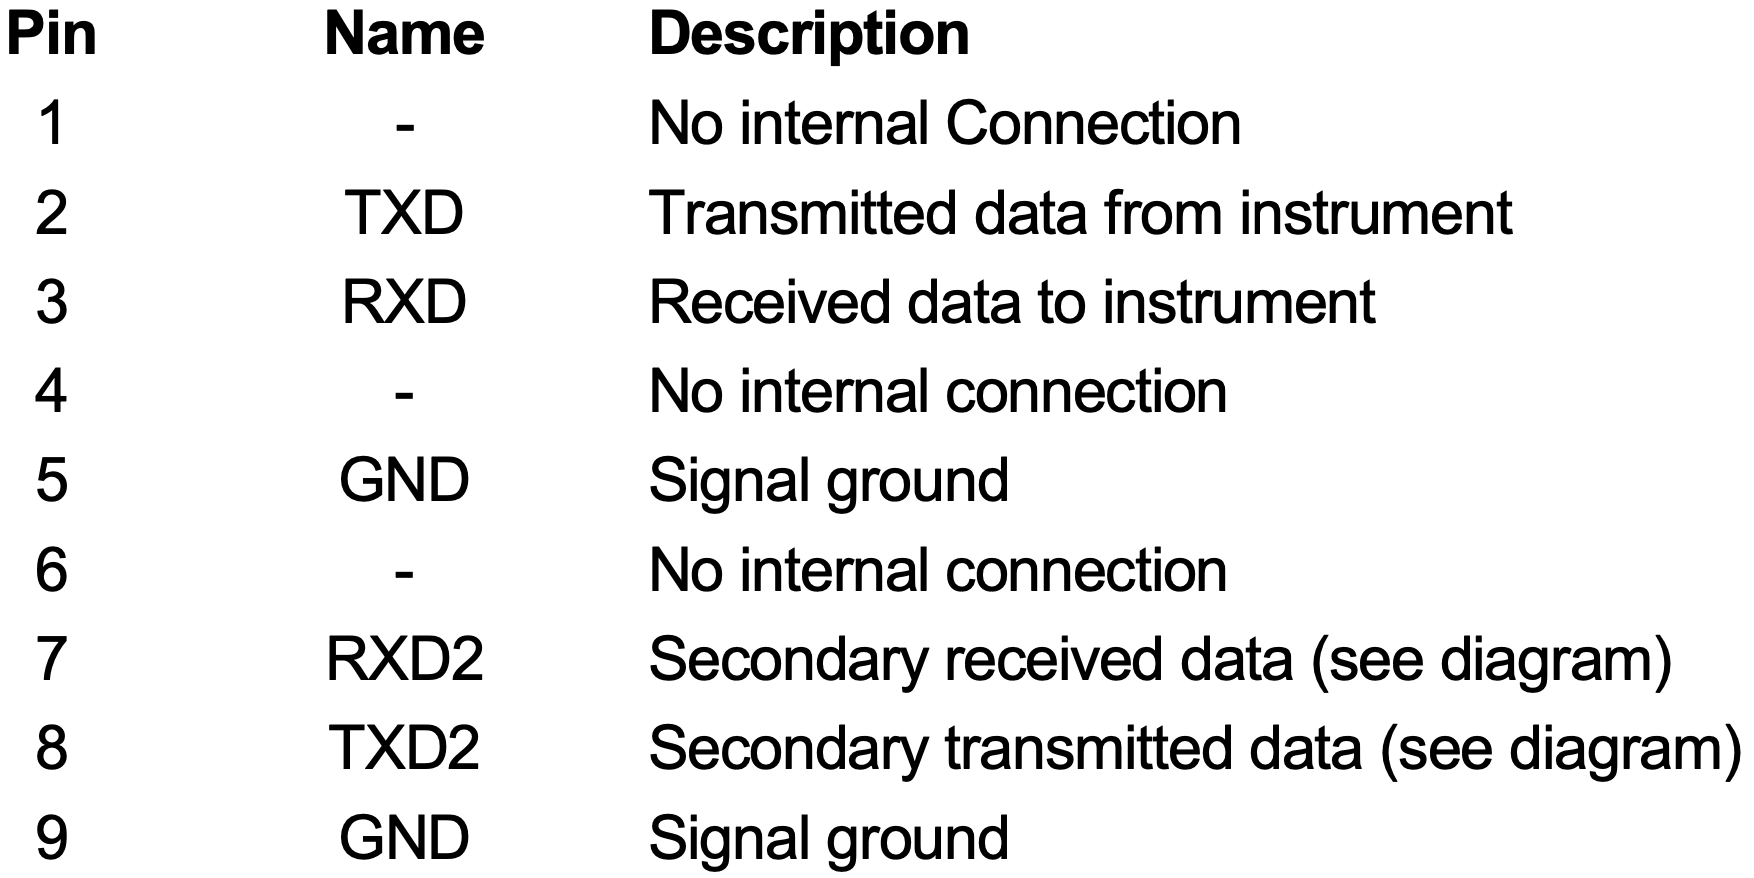 Pin Name Description
1 - No internal Connection
2 TXD Transmitted data from instrument
3 RXD Received data to instrument
4 - No internal connection
5 GND Signal ground
6 - No internal connection
7 RXD2 Secondary received data (see diagram)
8 TXD2 Secondary transmitted data (see diagram)
9 GND Signal ground